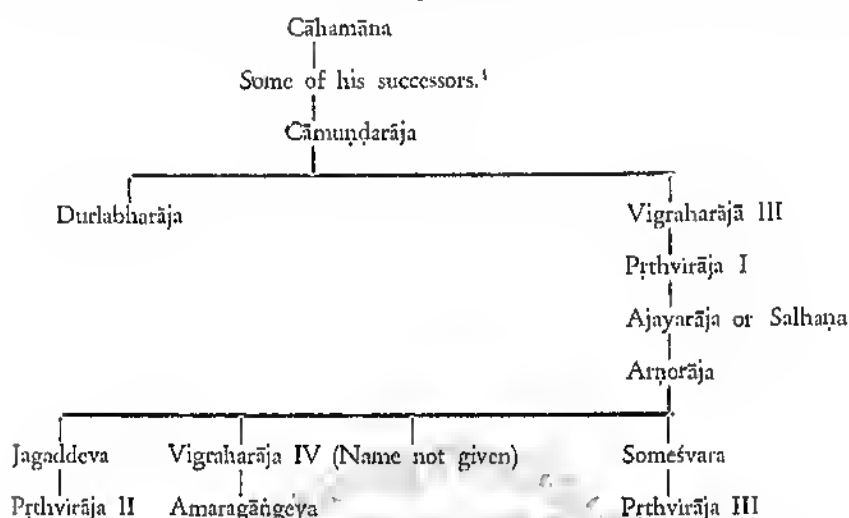 Cāhamāna
Some of his successors.⁴
Cāmuṇḍarāja
Durlabharāja Vigraharājā III
Pṛthvirāja I
Ajayarāja or Salhaṇa
Arṇorāja
Jagaddeva Vigraharāja IV (Name not given) Someśvara
Pṛthvirāja II Amaragāṅgeya Pṛthvirāja III